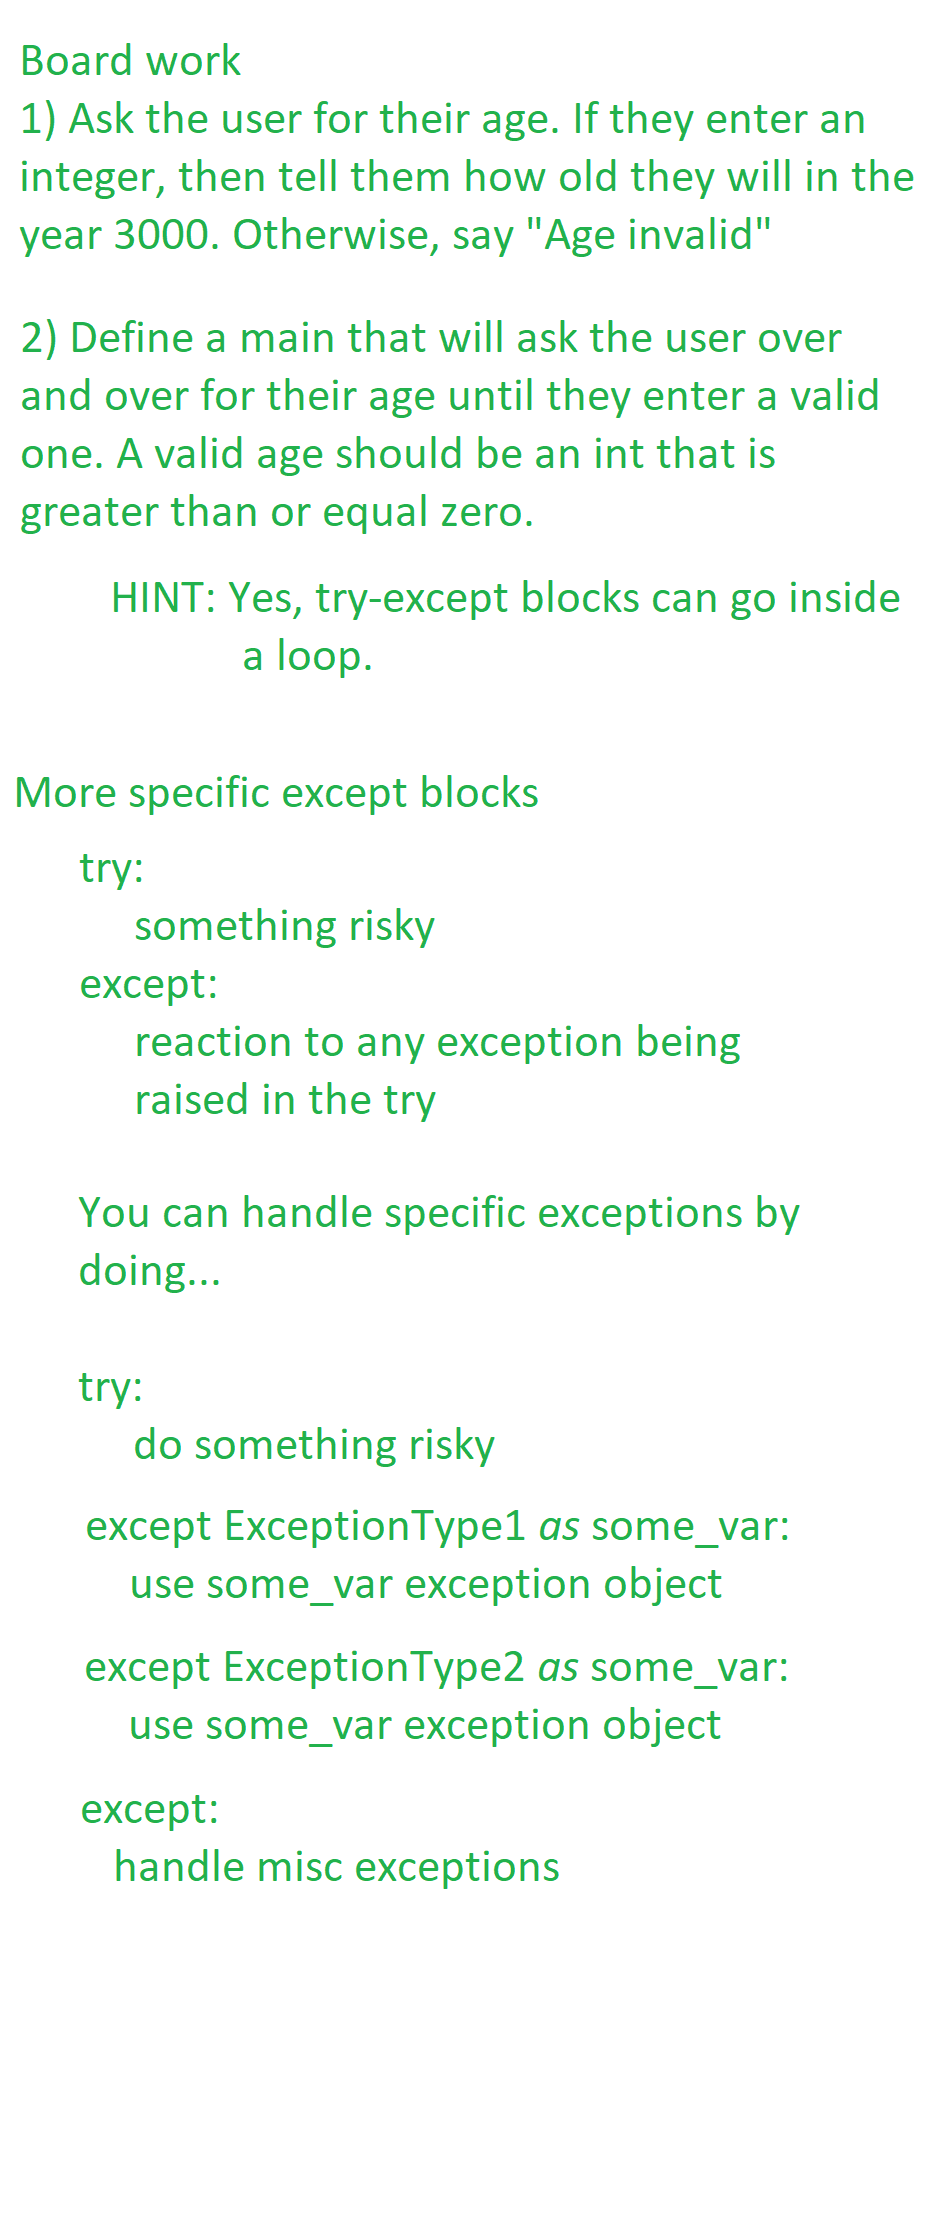 Board work
1) Ask the user for their age. If they enter an
integer, then tell them how old they will in the
year 3000. Otherwise, say "Age invalid"
2) Define a main that will ask the user over
and over for their age until they enter a valid
one. A valid age should be an int that is
greater than or equal zero.
HINT: Yes, try-except blocks can go inside
a loop.
More specific except blocks
try:
something risky
except:
reaction to any exception being
raised in the try
You can handle specific exceptions by
doing...
try:
do something risky
except ExceptionType1 as some_var:
use some_var exception object
except ExceptionType2 as some_var:
use some_var exception object
except:
handle misc exceptions